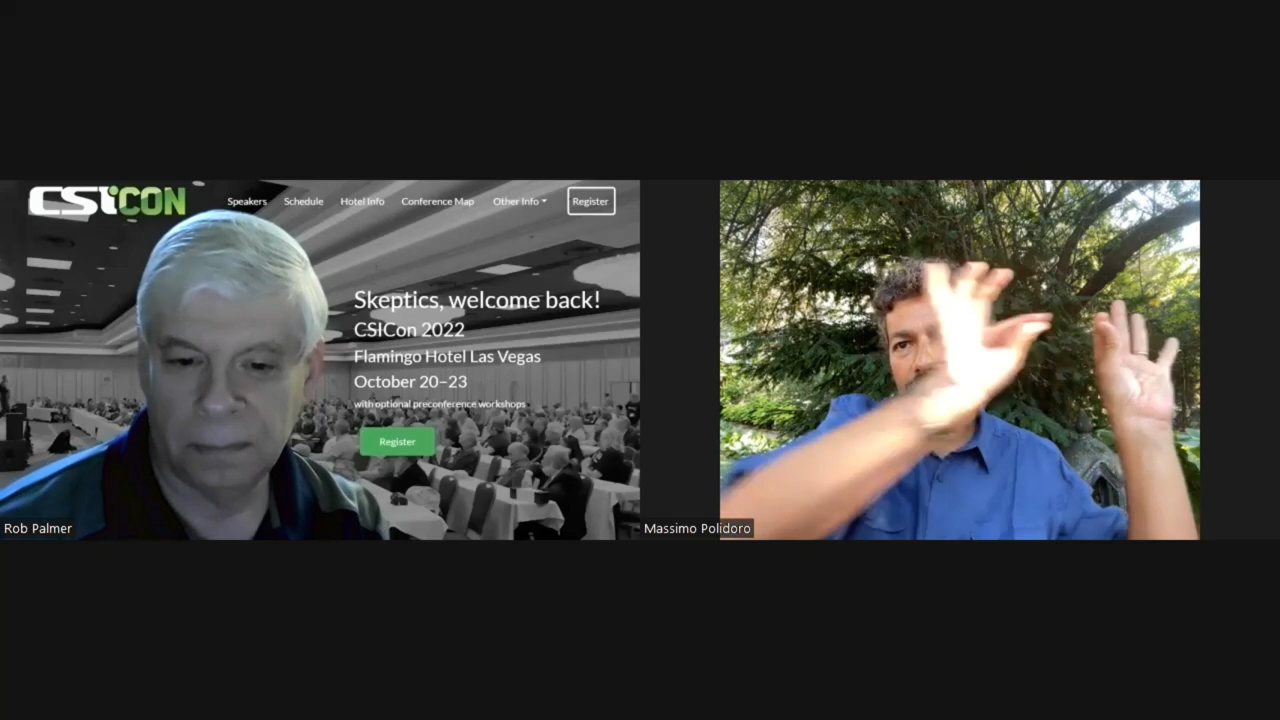 CSICON
Speakers Schedule Hotel Info Conference Map Other Info Register
Skeptics, welcome back!
CSICon 2022
Flamingo Hotel Las Vegas
October 20–23
with optional preconference workshops
Register
Rob Palmer
Massimo Polidoro